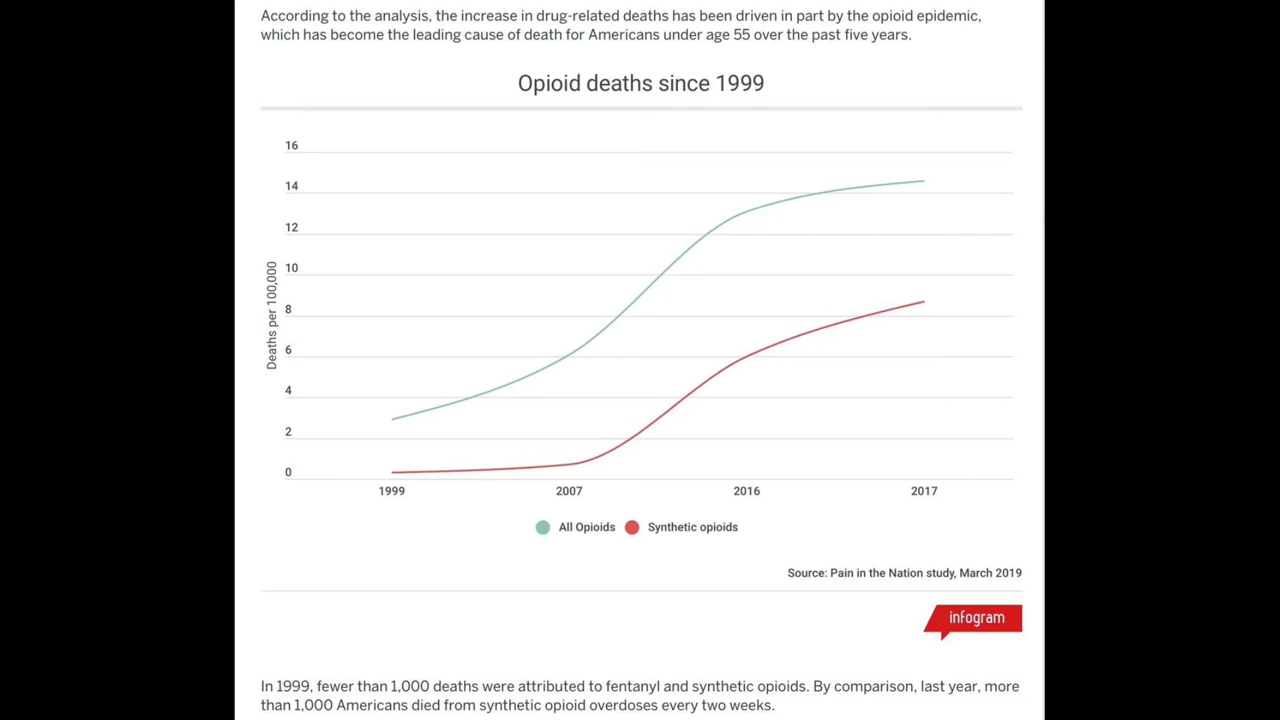 According to the analysis, the increase in drug-related deaths has been driven in part by the opioid epidemic,
which has become the leading cause of death for Americans under age 55 over the past five years.
Opioid deaths since 1999
Deaths per 100,000
16
14
12
10
8
6
4
2
0
1999 2007 2016 2017
All Opioids Synthetic opioids
Source: Pain in the Nation study, March 2019
infogram
In 1999, fewer than 1,000 deaths were attributed to fentanyl and synthetic opioids. By comparison, last year, more
than 1,000 Americans died from synthetic opioid overdoses every two weeks.